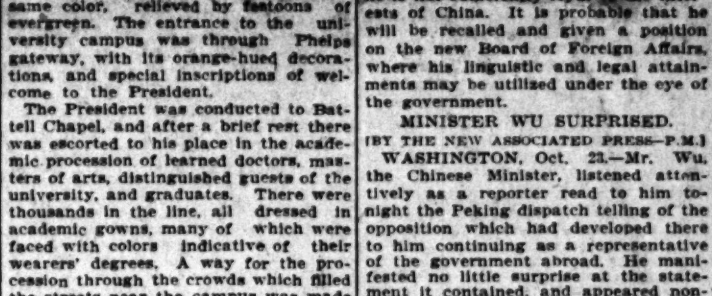 same color, relieved by festoons of
evergreen. The entrance to the uni-
versity campus was through Phelps
gateway, with its orange-hued decora-
tions, and special inscriptions of wel-
come to the President.
The President was conducted to Bat-
tell Chapel, and after a brief rest there
was escorted to his place in the acade-
mic procession of learned doctors, mas-
ters of arts, distinguished guests of the
university, and graduates. There were
thousands in the line, all dressed in
academic gowns, many of which were
faced with colors indicative of their
wearers' degrees. A way for the pro-
cession through the crowds which filled
the streets near the campus was made
ests of China. It is probable that he
will be recalled and given a position
on the new Board of Foreign Affairs,
where his linguistic and legal attain-
ments may be utilized under the eye of
the government.
MINISTER WU SURPRISED.
[BY THE NEW ASSOCIATED PRESS—P.M.]
WASHINGTON, Oct. 23.—Mr. Wu,
the Chinese Minister, listened atten-
tively as a reporter read to him to-
night the Peking dispatch telling of the
opposition which had developed there
to him continuing as a representative
of the government abroad. He mani-
fested no little surprise at the state-
ment it contained, and appeared non-